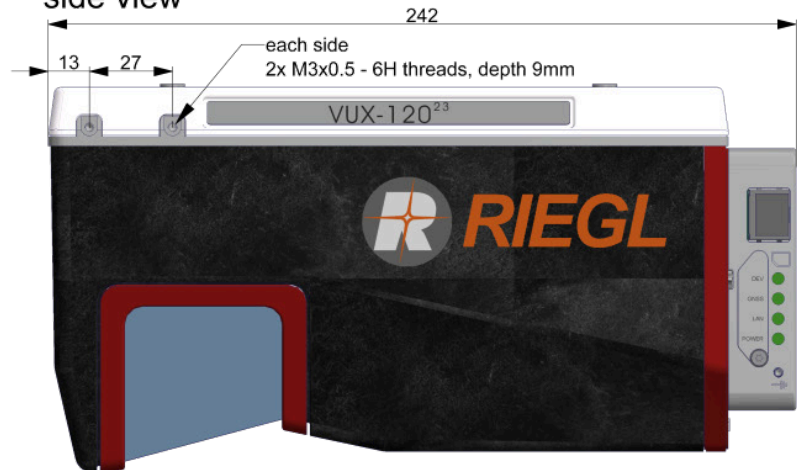 side view
242
13
27
each side
2x M3x0.5 - 6H threads, depth 9mm
VUX-120²³
R RIEGL
DEV
GNSS
LAN
POWER